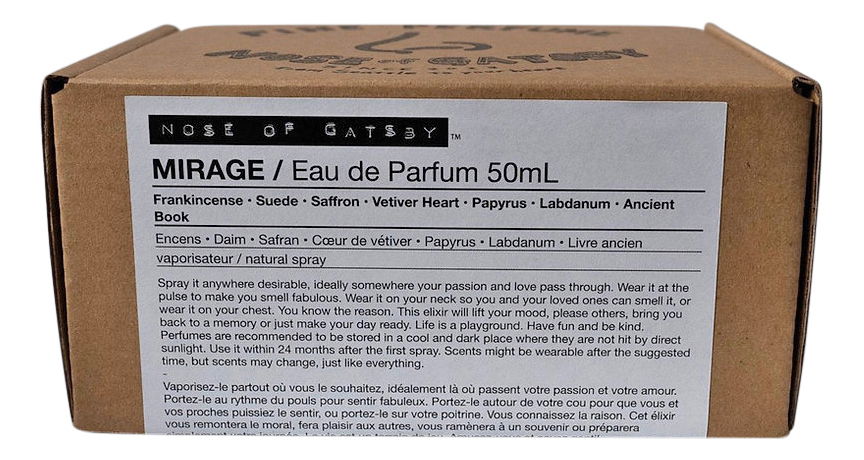 FINE PERFUME
NOSE OF GATSBY
NOSE OF GATSBY™
MIRAGE / Eau de Parfum 50mL
Frankincense • Suede • Saffron • Vetiver Heart • Papyrus • Labdanum • Ancient
Book
Encens • Daim • Safran • Cœur de vétiver • Papyrus • Labdanum • Livre ancien
vaporisateur / natural spray
Spray it anywhere desirable, ideally somewhere your passion and love pass through. Wear it at the
pulse to make you smell fabulous. Wear it on your neck so you and your loved ones can smell it, or
wear it on your chest. You know the reason. This elixir will lift your mood, please others, bring you
back to a memory or just make your day ready. Life is a playground. Have fun and be kind.
Perfumes are recommended to be stored in a cool and dark place where they are not hit by direct
sunlight. Use it within 24 months after the first spray. Scents might be wearable after the suggested
time, but scents may change, just like everything.
-
Vaporisez-le partout où vous le souhaitez, idéalement là où passent votre passion et votre amour.
Portez-le au rythme du pouls pour sentir fabuleux. Portez-le autour de votre cou pour que vous et
vos proches puissiez le sentir, ou portez-le sur votre poitrine. Vous connaissez la raison. Cet élixir
vous remontera le moral, fera plaisir aux autres, vous ramènera à un souvenir ou préparera